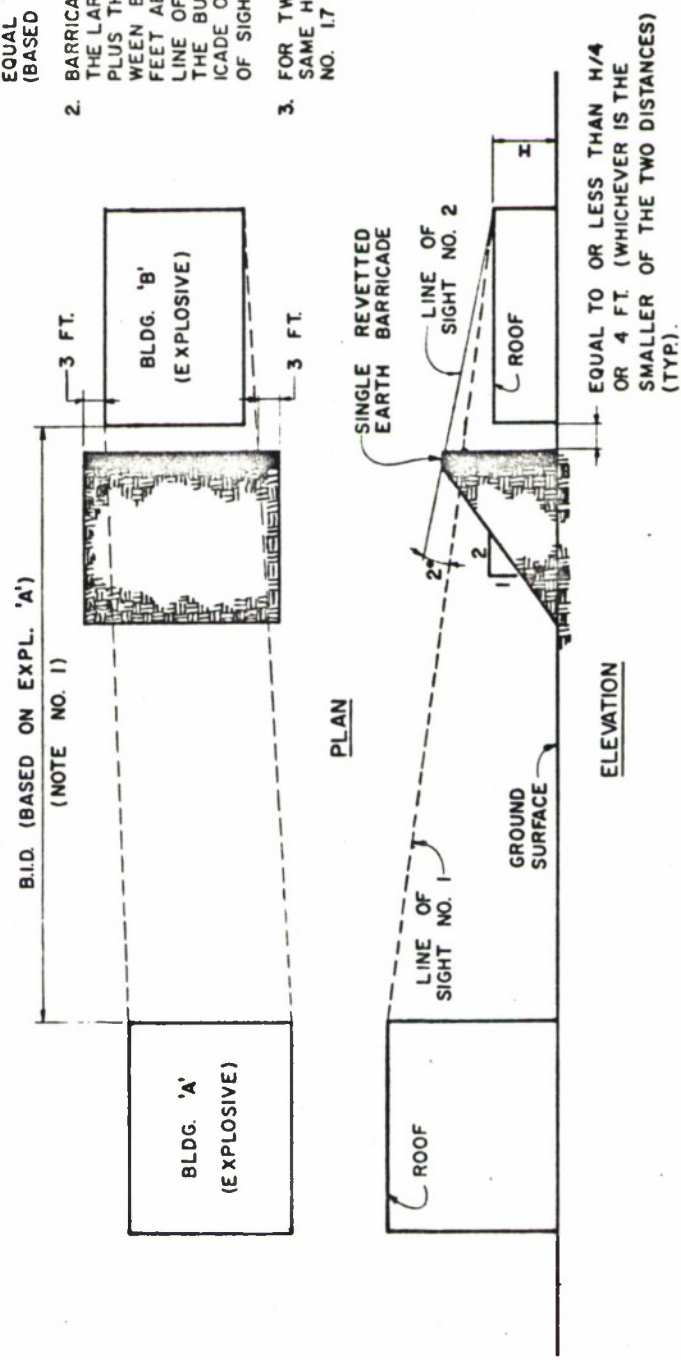 EQUAL
(BASED
2. BARRICA
THE LAR
PLUS TH
WEEN B
FEET AB
LINE OF
THE BU
ICADE O
OF SIGH
3. FOR TW
SAME H
NO. 1.7
B.I.D. (BASED ON EXPL. 'A')
(NOTE NO. 1)
3 FT.
BLDG. 'A'
(EXPLOSIVE)
BLDG. 'B'
(EXPLOSIVE)
3 FT.
PLAN
SINGLE REVETTED
EARTH
BARRICADE
LINE OF
SIGHT NO. 2
2°
LINE OF
SIGHT NO. 1
2
1
ROOF
ROOF
H
GROUND
SURFACE
ELEVATION
EQUAL TO OR LESS THAN H/4
OR 4 FT. (WHICHEVER IS THE
SMALLER OF THE TWO DISTANCES)
(TYP.).